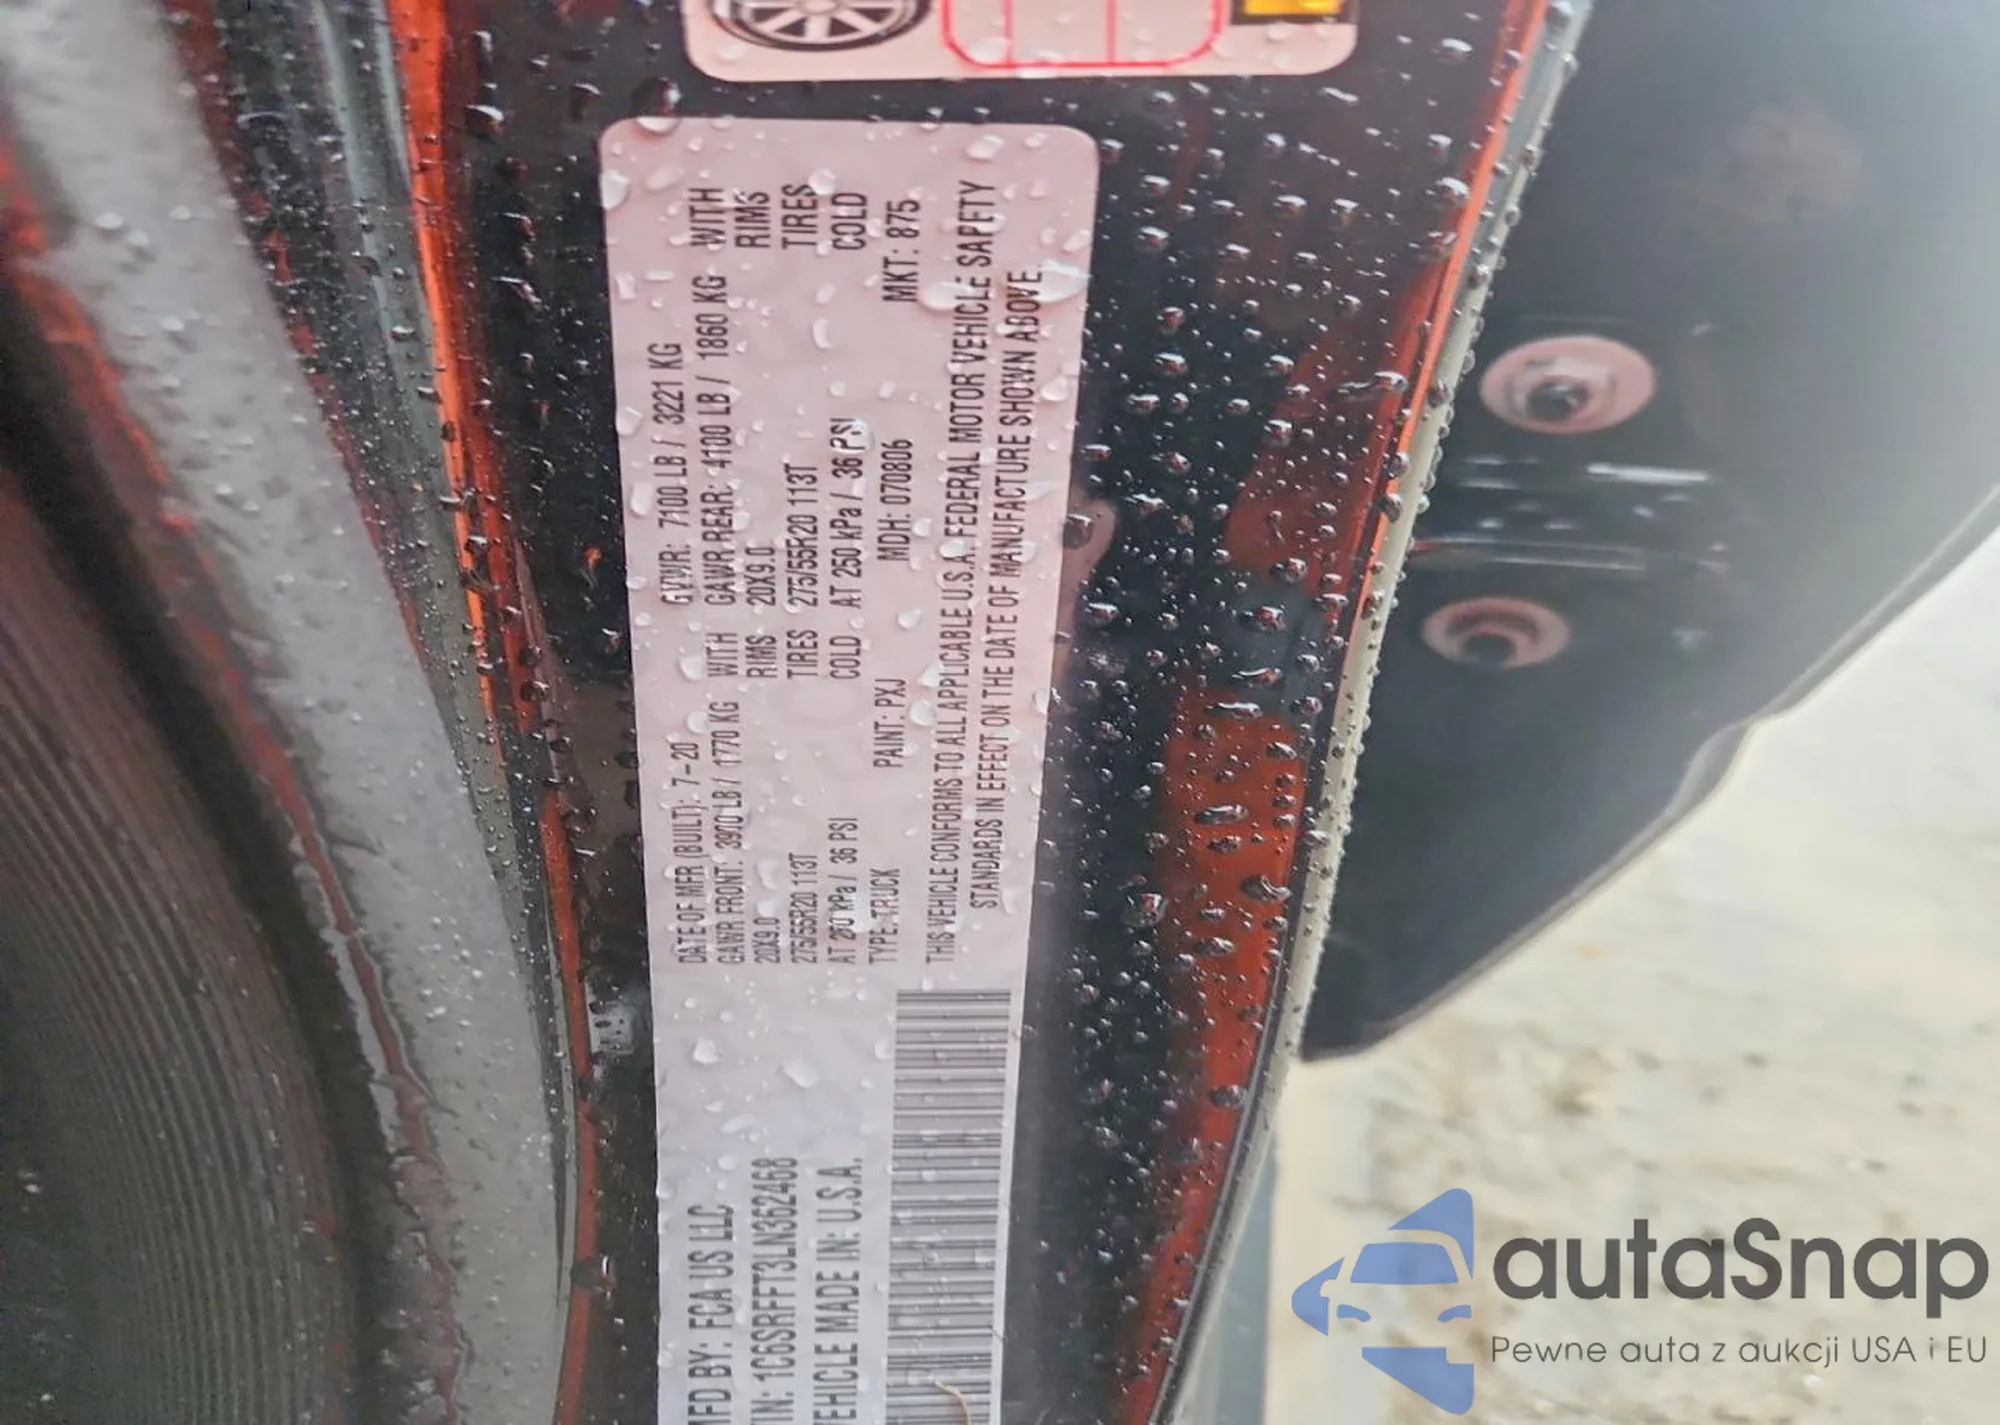 MFD BY: FCA US LLC
DATE OF MFR (BUILT): 7-20 GVWR: 7100 LB / 3221 KG
GAWR FRONT: 3900 LB / 1770 KG WITH GAWR REAR: 4100 LB / 1860 KG WITH
20X9.0 RIMS 20X9.0 RIMS
275/55R20 113T TIRES 275/55R20 113T TIRES
AT 250 kPa / 36 PSI COLD AT 250 kPa / 36 PSI COLD
VIN: 1C6SRFFT3LN362468
TYPE: TRUCK PAINT: PXJ MDH: 070806 MKT: 875
VEHICLE MADE IN: U.S.A.
THIS VEHICLE CONFORMS TO ALL APPLICABLE U.S.A. FEDERAL MOTOR VEHICLE SAFETY
STANDARDS IN EFFECT ON THE DATE OF MANUFACTURE SHOWN ABOVE.
autaSnap
Pewne auta z aukcji USA i EU